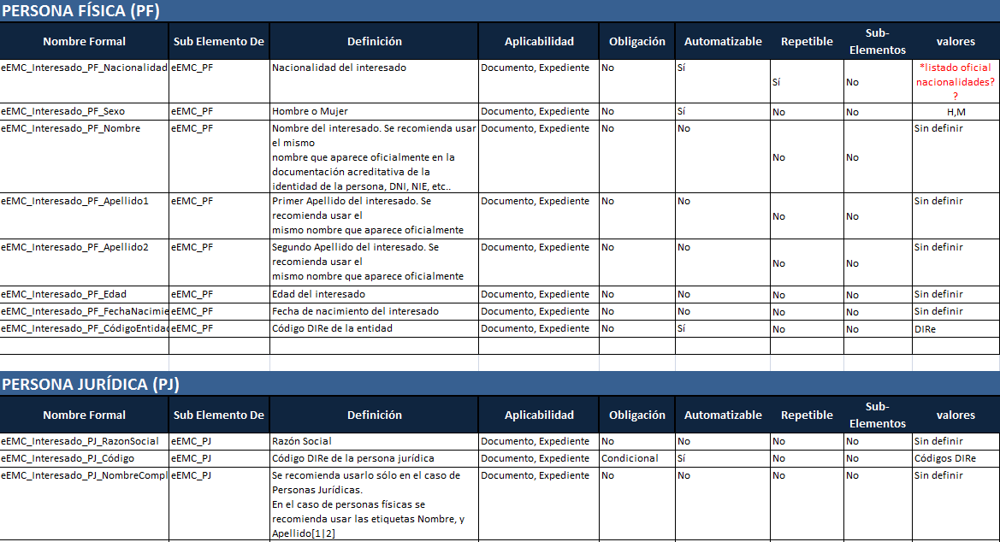 PERSONA FÍSICA (PF)
Nombre Formal Sub Elemento De Definición Aplicabilidad Obligación Automatizable Repetible Sub-Elementos valores
eEMC_Interesado_PF_Nacionalidad eEMC_PF Nacionalidad del interesado Documento, Expediente No Sí Sí No *listado oficial
nacionalidades?
?
eEMC_Interesado_PF_Sexo eEMC_PF Hombre o Mujer Documento, Expediente No Sí No No H,M
eEMC_Interesado_PF_Nombre eEMC_PF Nombre del interesado. Se recomienda usar Documento, Expediente No No No No Sin definir
el mismo
nombre que aparece oficialmente en la
documentación acreditativa de la
identidad de la persona, DNI, NIE, etc..
eEMC_Interesado_PF_Apellido1 eEMC_PF Primer Apellido del interesado. Se Documento, Expediente No No No No Sin definir
recomienda usar el
mismo nombre que aparece oficialmente
eEMC_Interesado_PF_Apellido2 eEMC_PF Segundo Apellido del interesado. Se Documento, Expediente No No No No Sin definir
recomienda usar el
mismo nombre que aparece oficialmente
eEMC_Interesado_PF_Edad eEMC_PF Edad del interesado Documento, Expediente No No No No Sin definir
eEMC_Interesado_PF_FechaNacimie eEMC_PF Fecha de nacimiento del interesado Documento, Expediente No No No No Sin definir
eEMC_Interesado_PF_CódigoEntidad eEMC_PF Código DIRe de la entidad Documento, Expediente No Sí No No DIRe
PERSONA JURÍDICA (PJ)
Nombre Formal Sub Elemento De Definición Aplicabilidad Obligación Automatizable Repetible Sub-Elementos valores
eEMC_Interesado_PJ_RazonSocial eEMC_PJ Razón Social Documento, Expediente No No No No Sin definir
eEMC_Interesado_PJ_Código eEMC_PJ Código DIRe de la persona jurídica Documento, Expediente Condicional Sí No No Códigos DIRe
eEMC_Interesado_PJ_NombreCompl eEMC_PJ Se recomienda usarlo sólo en el caso de Documento, Expediente No No No No Sin definir
Personas Jurídicas.
En el caso de personas físicas se
recomienda usar las etiquetas Nombre, y
Apellido[1|2]